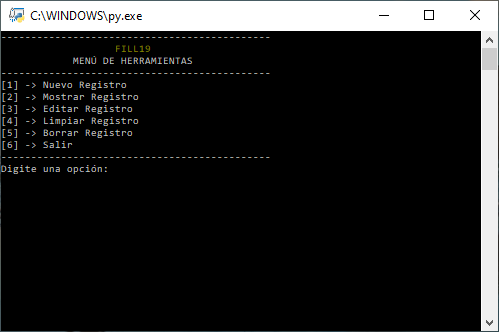 C:\WINDOWS\py.exe
---------------------------------------------
FILL19
MENÚ DE HERRAMIENTAS
---------------------------------------------
[1] -> Nuevo Registro
[2] -> Mostrar Registro
[3] -> Editar Registro
[4] -> Limpiar Registro
[5] -> Borrar Registro
[6] -> Salir
---------------------------------------------
Digite una opción: